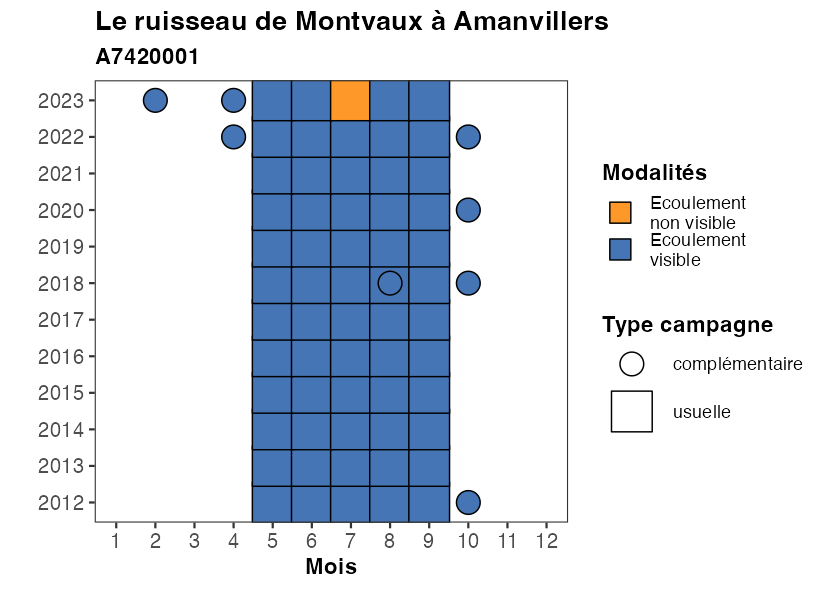 Le ruisseau de Montvaux à Amanvillers
A7420001
2023
2022
2021
2020
2019
2018
2017
2016
2015
2014
2013
2012
1 2 3 4 5 6 7 8 9 10 11 12
Mois
Modalités
Ecoulement
non visible
Ecoulement
visible
Type campagne
complémentaire
usuelle